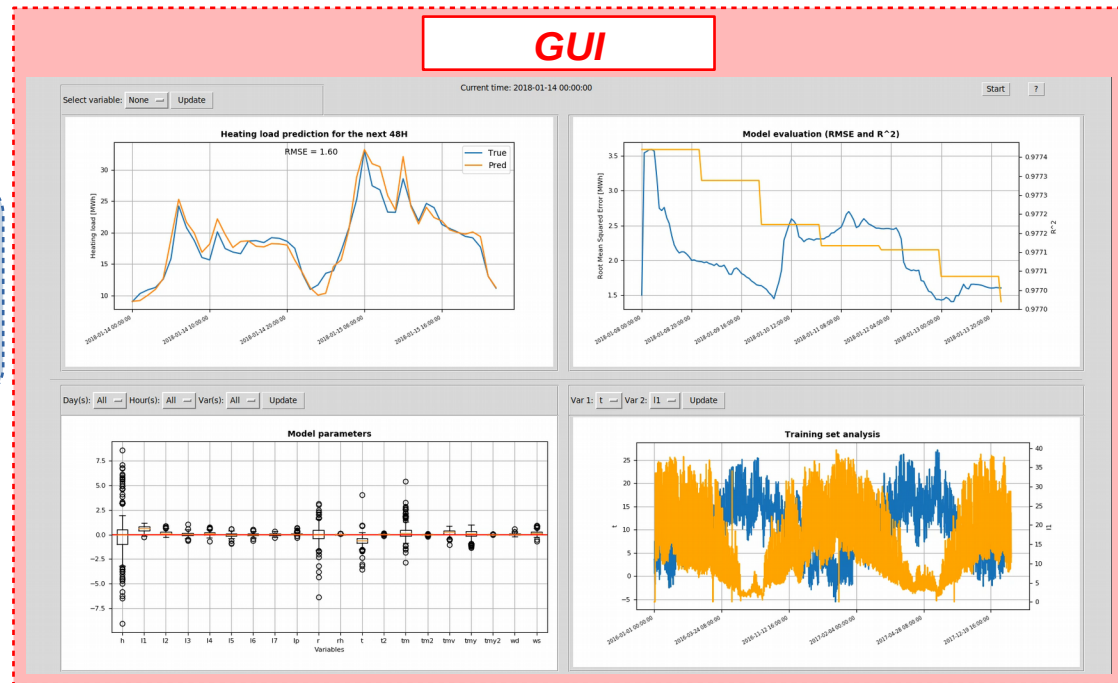 GUI
Current time: 2018-01-14 00:00:00
Start ?
Select variable: None Update
Heating load prediction for the next 48H
RMSE = 1.60
True
Pred
Heating load [MWh]
30
25
20
15
10
2018-01-14 00:00:00 2018-01-14 10:00:00 2018-01-14 20:00:00 2018-01-15 06:00:00 2018-01-15 16:00:00
Model evaluation (RMSE and R^2)
Root Mean Squared Error [MWh]
3.5
3.0
2.5
2.0
1.5
0.9774
0.9773
0.9773
0.9772
0.9772
0.9771
0.9771
0.9770
0.9770
R^2
2018-01-08 00:00:00 2018-01-08 20:00:00 2018-01-09 16:00:00 2018-01-10 12:00:00 2018-01-11 08:00:00 2018-01-12 04:00:00 2018-01-13 00:00:00 2018-01-13 20:00:00
Day(s): All Hour(s): All Var(s): All Update
Model parameters
7.5
5.0
2.5
0.0
−2.5
−5.0
−7.5
h l1 l2 l3 l4 l5 l6 l7 lp r rh t t2 tm tm2 tmv tmy tmy2 wd ws
Variables
Var 1: t Var 2: l1 Update
Training set analysis
t
25
20
15
10
5
0
−5
40
35
30
25
20
15
10
5
0
l1
2016-01-01 00:00:00 2016-03-24 08:00:00 2016-11-12 16:00:00 2017-02-04 00:00:00 2017-04-28 08:00:00 2017-12-19 16:00:00